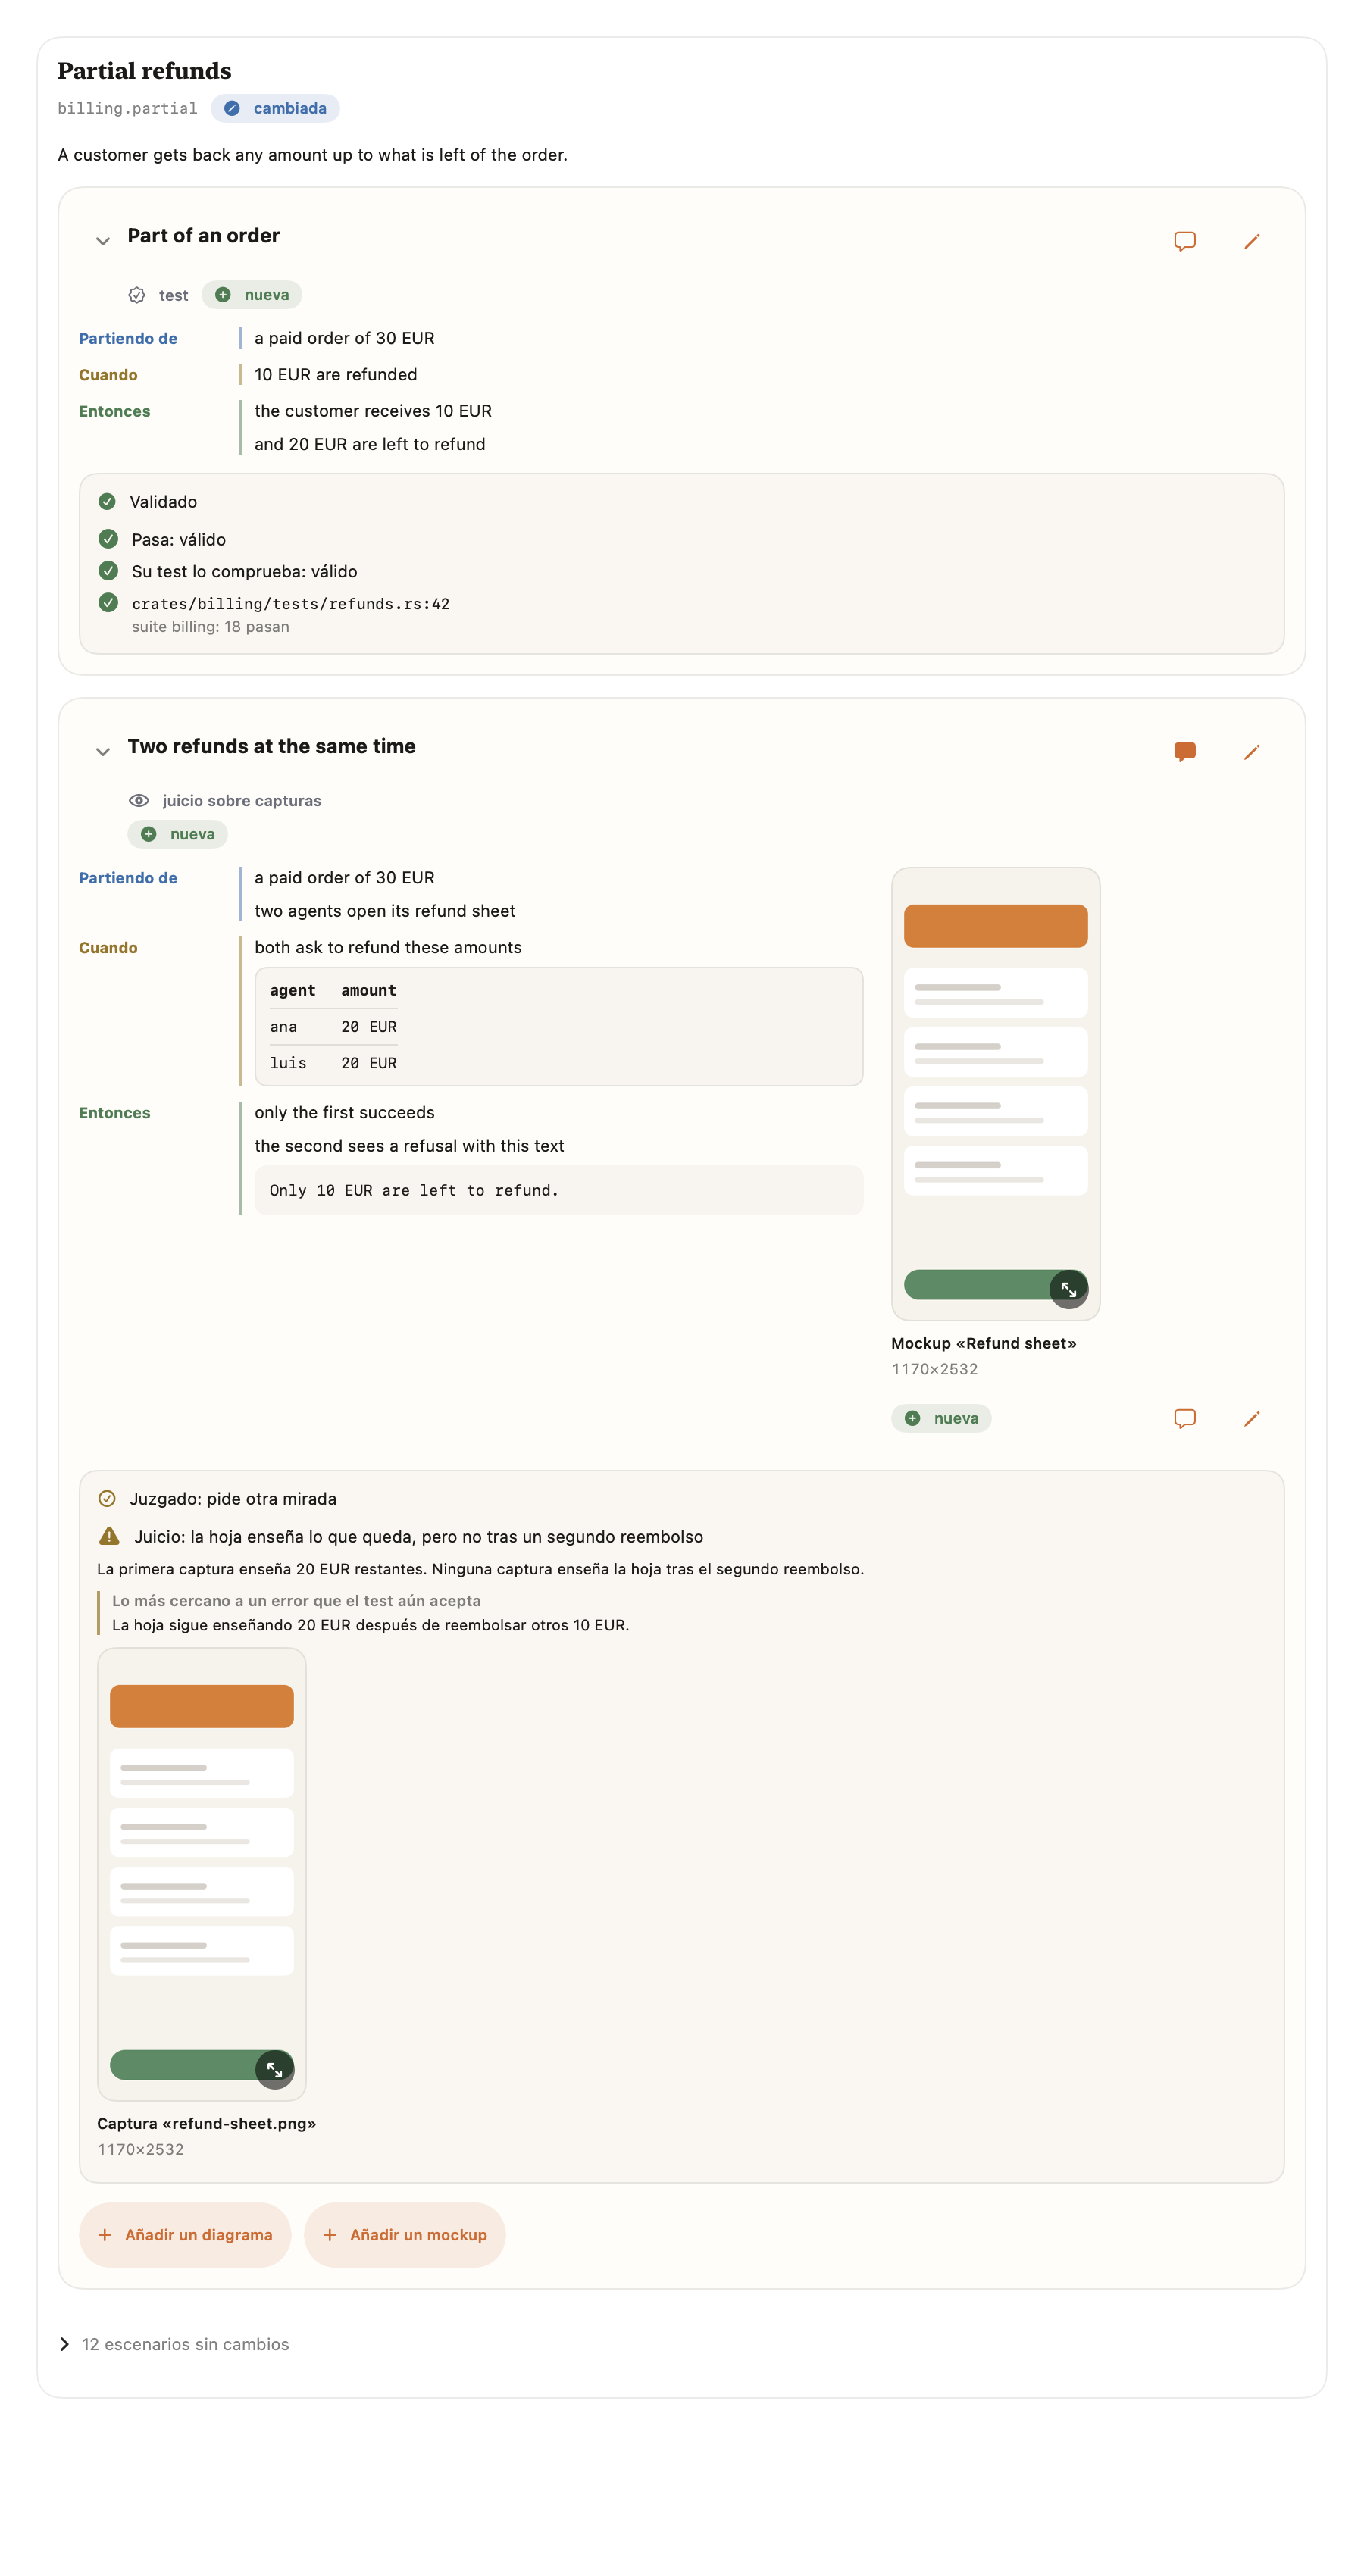 Partial refunds
billing.partial cambiada
A customer gets back any amount up to what is left of the order.
Part of an order
test nueva
Partiendo de a paid order of 30 EUR
Cuando 10 EUR are refunded
Entonces the customer receives 10 EUR
and 20 EUR are left to refund
Validado
Pasa: válido
Su test lo comprueba: válido
crates/billing/tests/refunds.rs:42
suite billing: 18 pasan
Two refunds at the same time
juicio sobre capturas
nueva
Partiendo de a paid order of 30 EUR
two agents open its refund sheet
Cuando both ask to refund these amounts
agent amount
ana 20 EUR
luis 20 EUR
Entonces only the first succeeds
the second sees a refusal with this text
Only 10 EUR are left to refund.
Mockup «Refund sheet»
1170×2532
nueva
Juzgado: pide otra mirada
Juicio: la hoja enseña lo que queda, pero no tras un segundo reembolso
La primera captura enseña 20 EUR restantes. Ninguna captura enseña la hoja tras el segundo reembolso.
Lo más cercano a un error que el test aún acepta
La hoja sigue enseñando 20 EUR después de reembolsar otros 10 EUR.
Captura «refund-sheet.png»
1170×2532
Añadir un diagrama Añadir un mockup
12 escenarios sin cambios